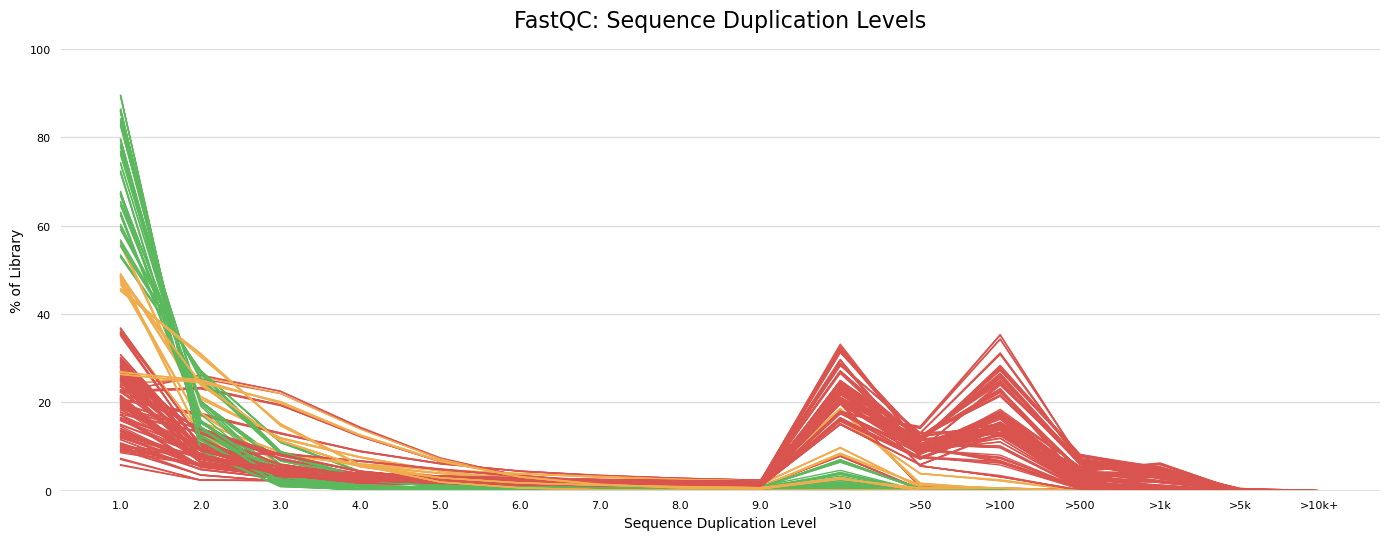 FastQC: Sequence Duplication Levels
100
80
60
40
20
0
% of Library
1.0 2.0 3.0 4.0 5.0 6.0 7.0 8.0 9.0 >10 >50 >100 >500 >1k >5k >10k+
Sequence Duplication Level